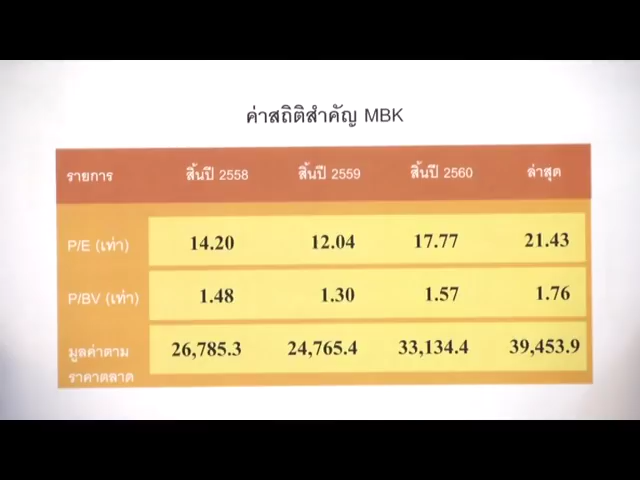 ค่าสถิติสำคัญ MBK
รายการ สิ้นปี 2558 สิ้นปี 2559 สิ้นปี 2560 ล่าสุด
P/E (เท่า) 14.20 12.04 17.77 21.43
P/BV (เท่า) 1.48 1.30 1.57 1.76
มูลค่าตาม 26,785.3 24,765.4 33,134.4 39,453.9
ราคาตลาด